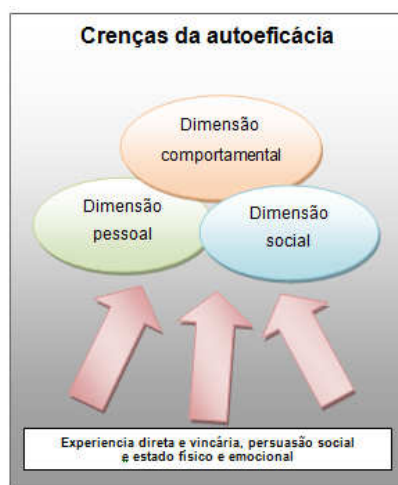 Crenças da autoeficácia
Dimensão
comportamental
Dimensão
pessoal
Dimensão
social
Experiencia direta e vincária, persuasão social
e estado físico e emocional